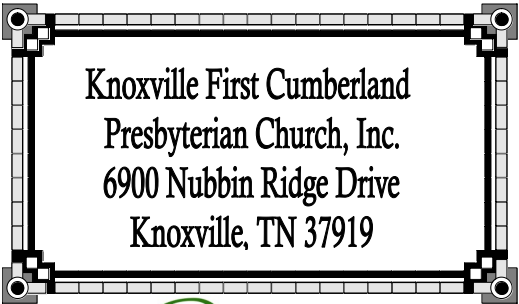 Knoxville First Cumberland
Presbyterian Church, Inc.
6900 Nubbin Ridge Drive
Knoxville, TN 37919